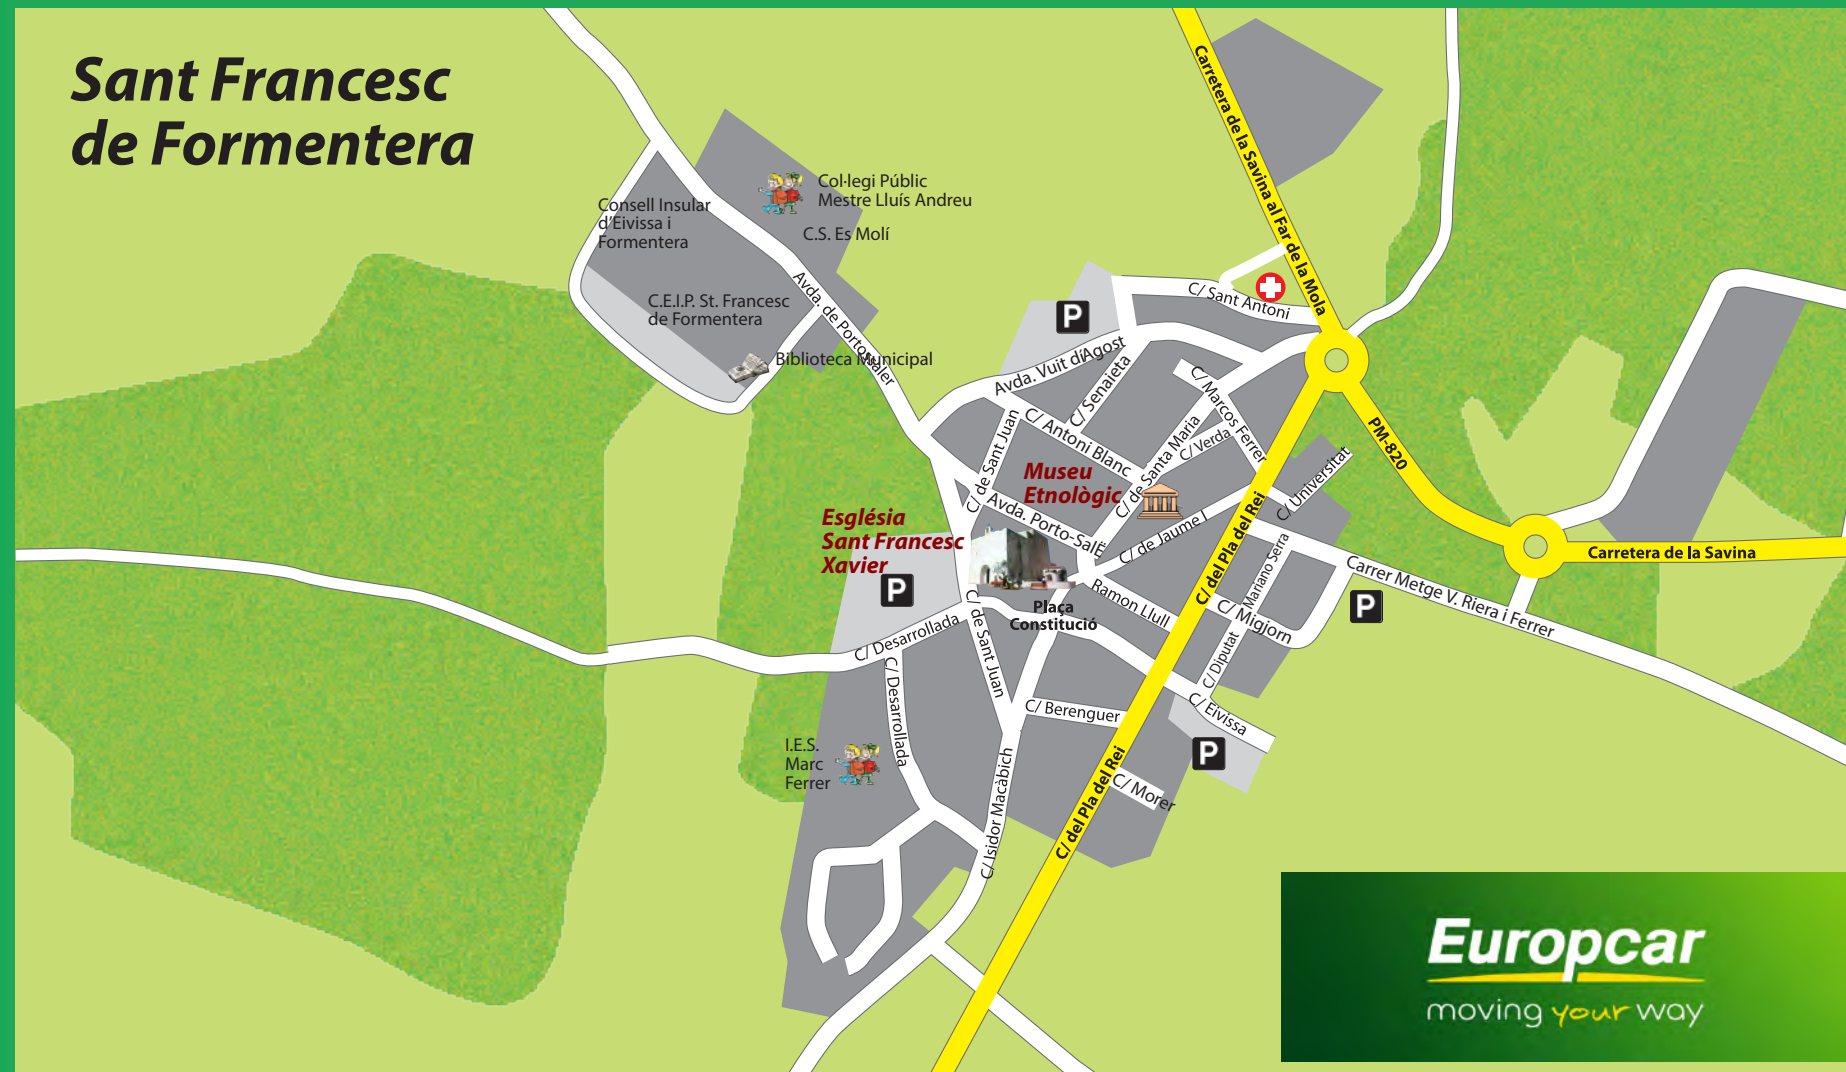 Sant Francesc
de Formentera
Carretera de la Savina al Far de la Mola
Col·legi Públic
Mestre Lluís Andreu
C.S. Es Molí
Consell Insular
d'Eivissa i
Formentera
C.E.I.P. St. Francesc
de Formentera
Biblioteca Municipal
Avda. de Porto-saler
P
C/ Sant Antoni
Avda. Vuit díAgost
C/ Senaieta
C/ Marcos Ferrer
C/ Antoni Blanc
C/ de Sant Juan
C/ de Santa Maria
C/ Verda
PM-820
C/ Universitat
Museu
Etnològic
Avda. Porto-SalË
C/ de Jaume I
C/ del Pla del Rei
Església
Sant Francesc
Xavier
P
Carretera de la Savina
Carrer Metge V. Riera i Ferrer
P
C/ Diputat Mariano Serra
C/ Migjorn
Ramon Llull
Plaça
Constitució
C/ Desarrollada
C/ de Sant Juan
C/ Desarrollada
C/ Berenguer
C/ Eivissa
P
I.E.S.
Marc
Ferrer
C/ Isidor Macàbich
C/ del Pla del Rei
C/ Morer
Europcar
moving your way